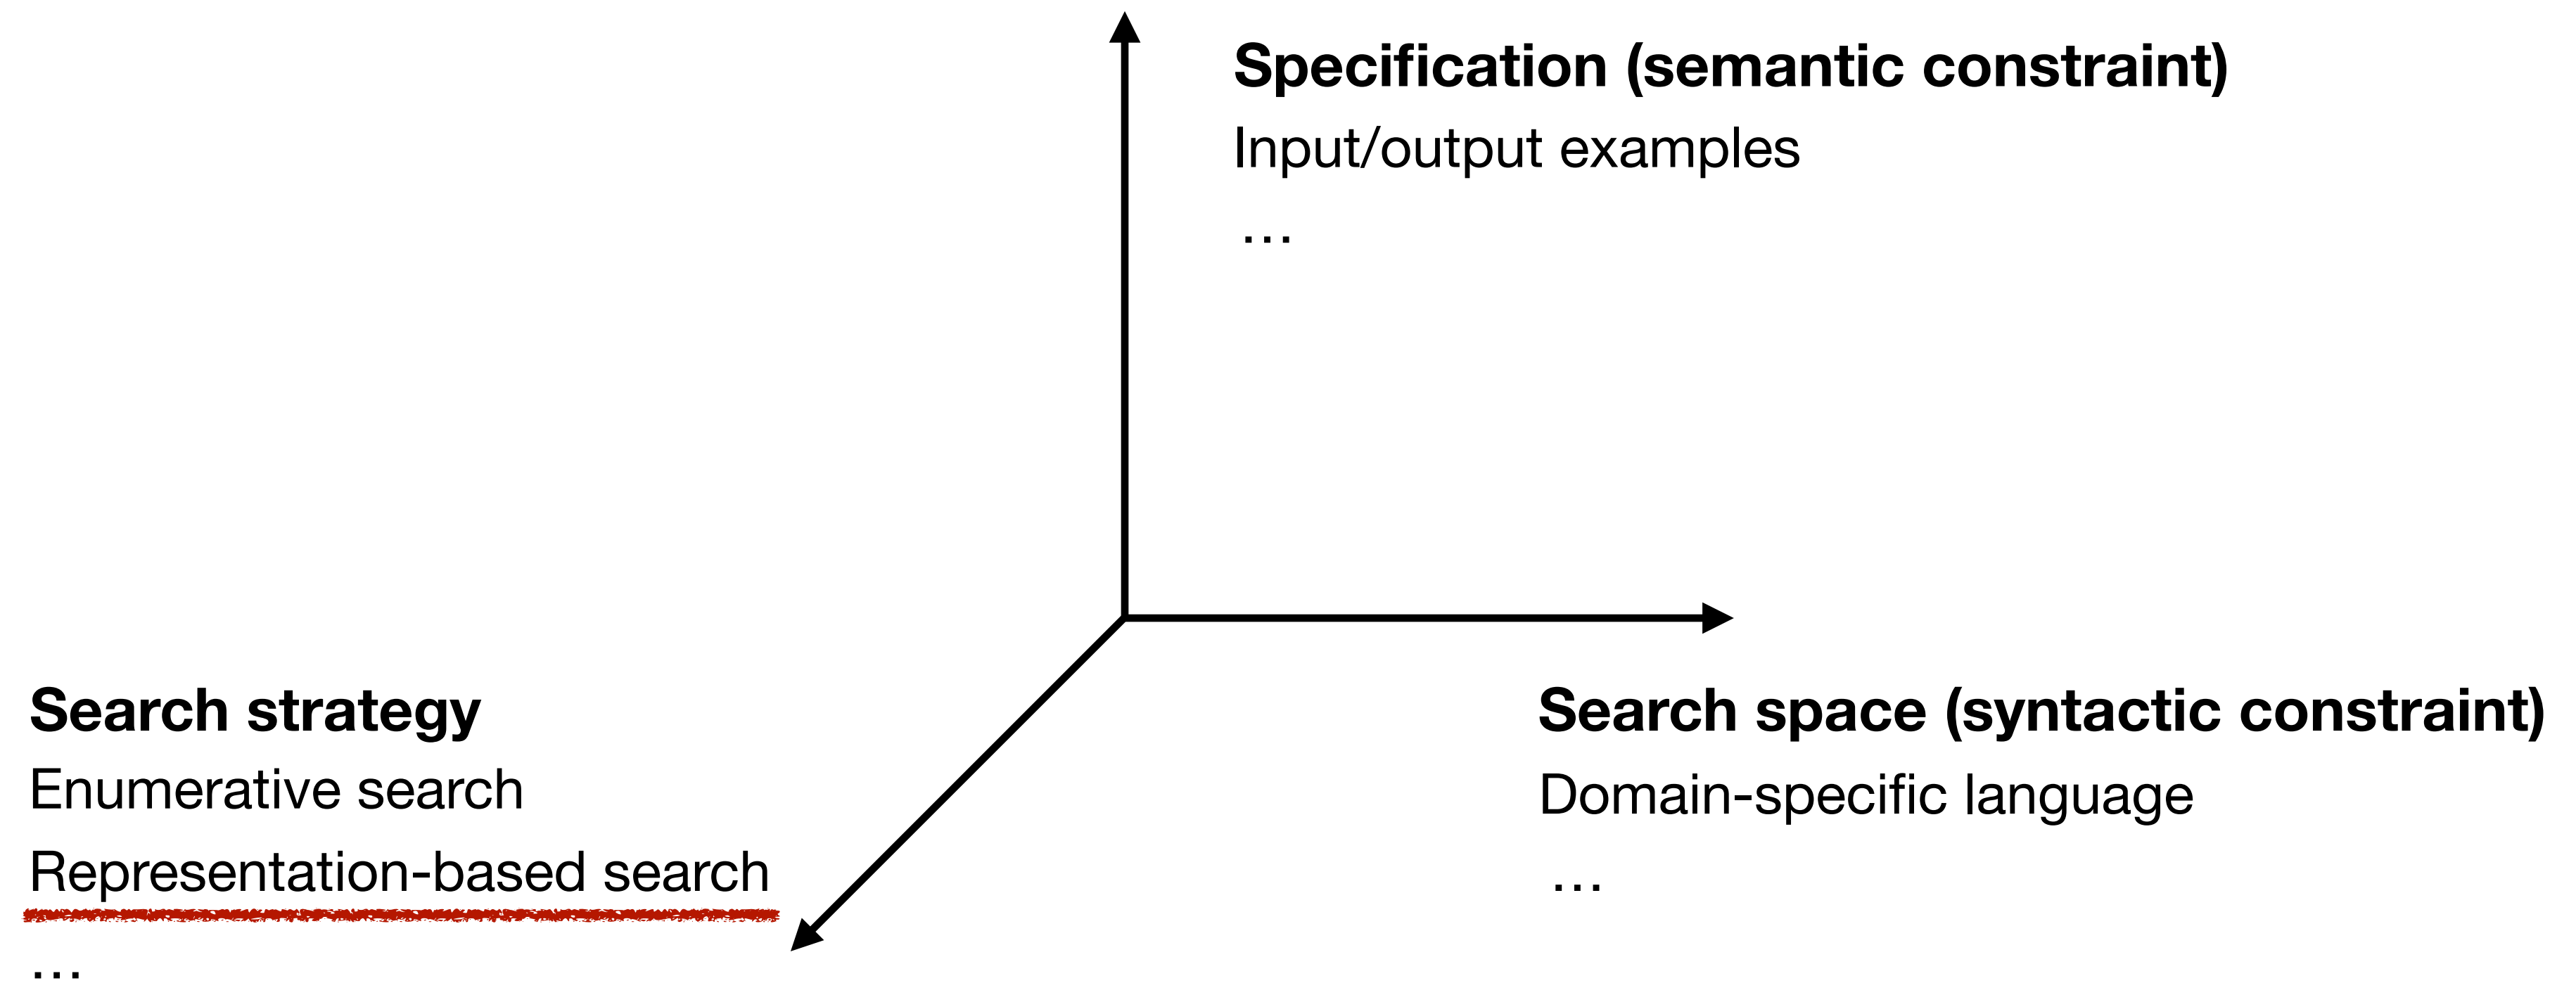 Specification (semantic constraint)
Input/output examples
…
Search strategy
Enumerative search
Representation-based search
…
Search space (syntactic constraint)
Domain-specific language
…